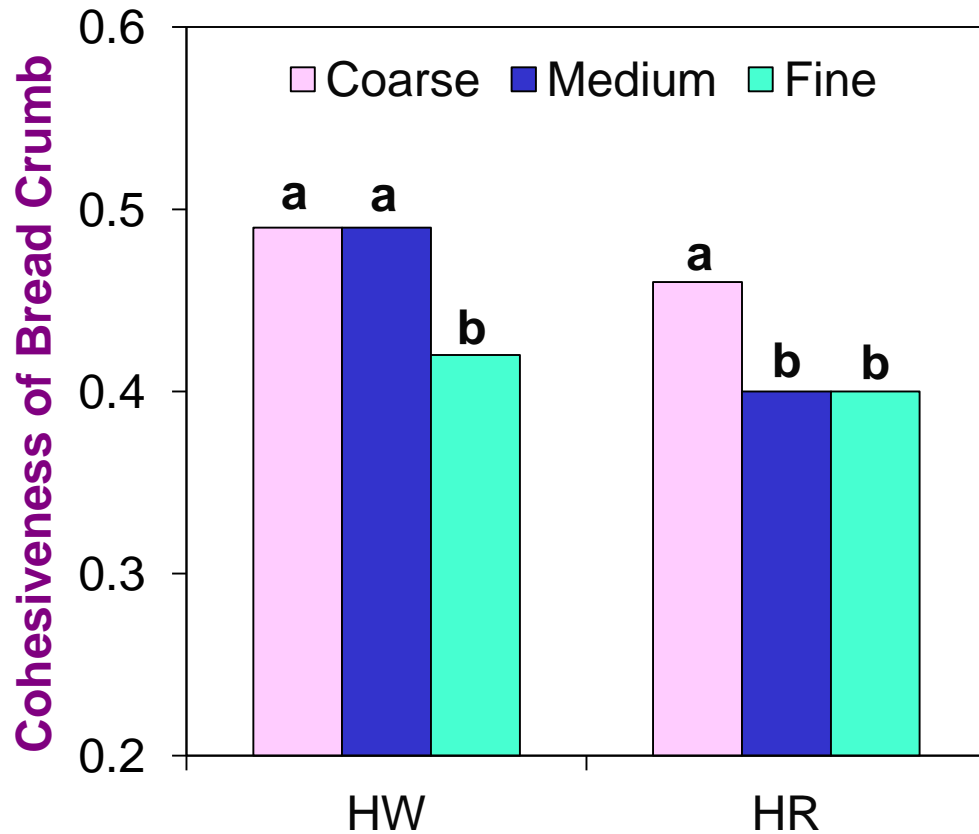 Cohesiveness of Bread Crumb
0.6
Coarse Medium Fine
0.5
a a
a
b
b b
0.4
0.3
0.2
HW HR